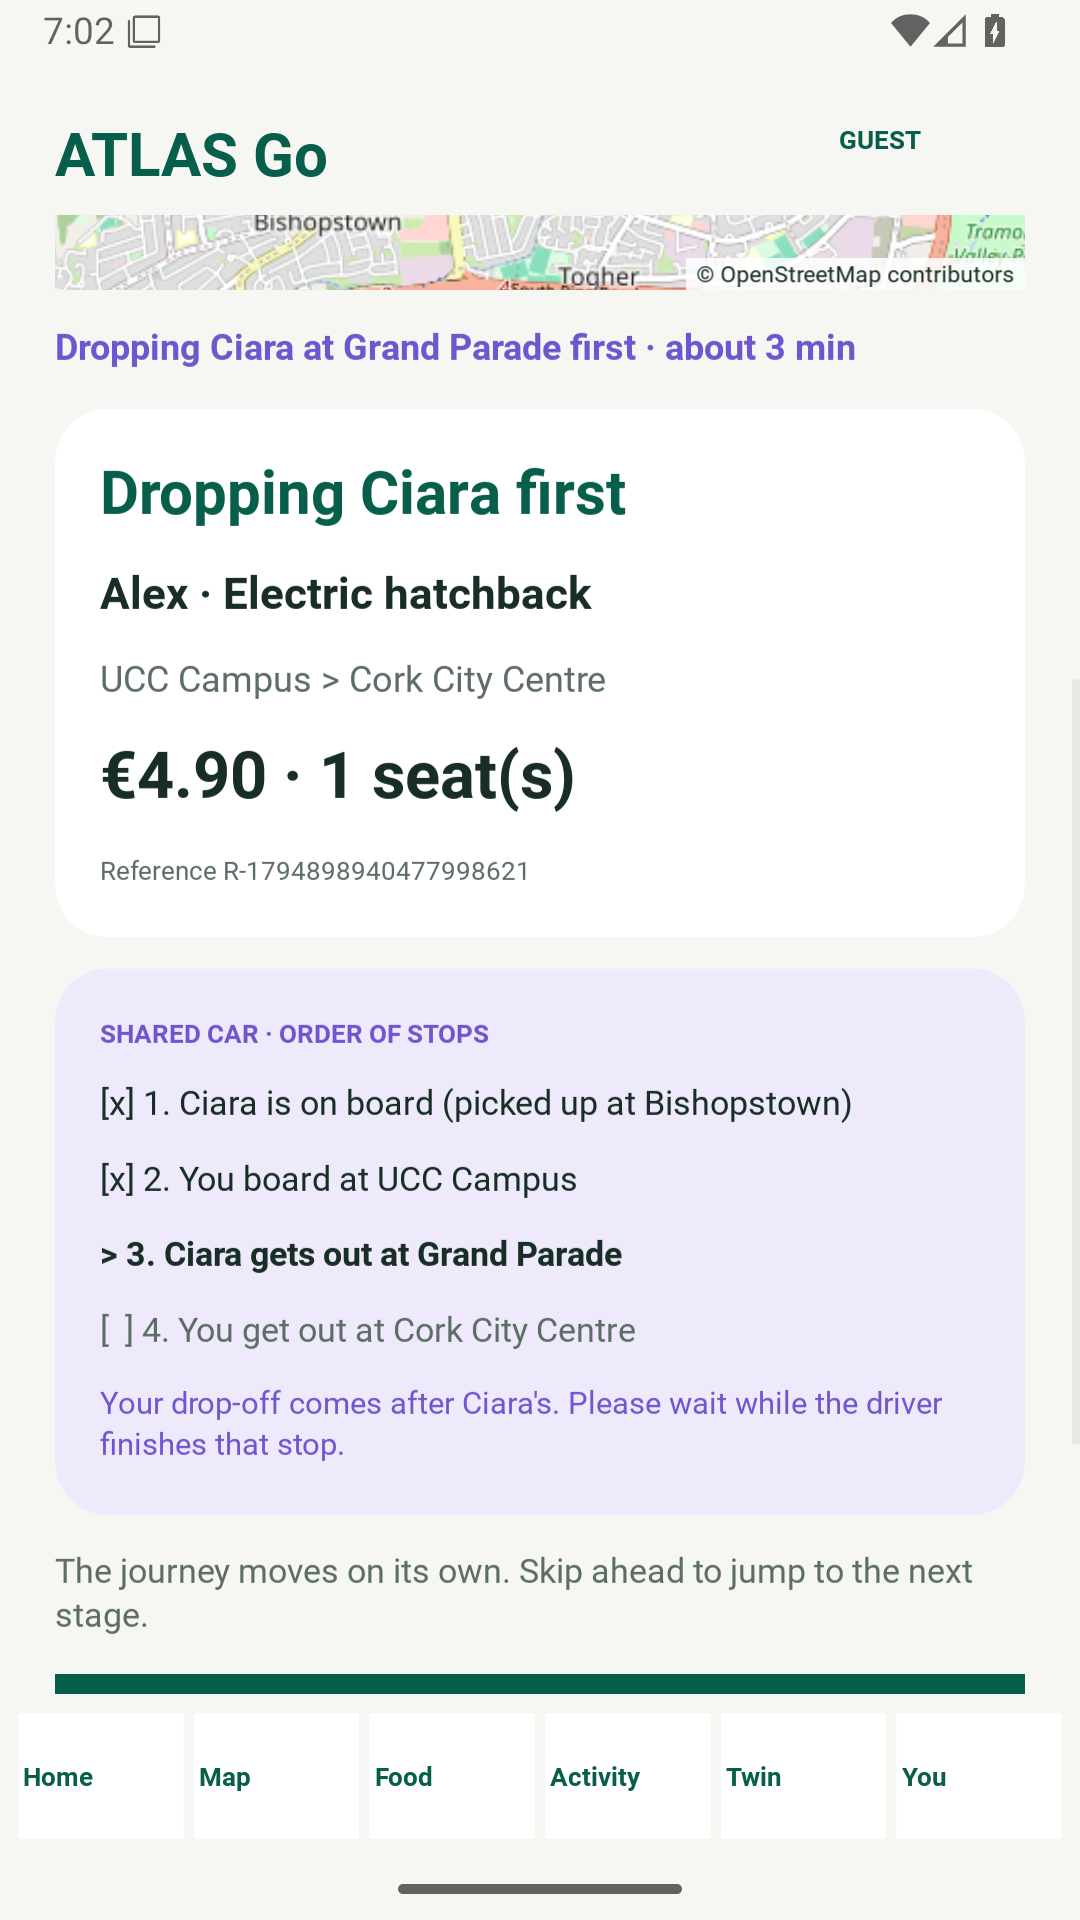 7:02
ATLAS Go
GUEST
Bishopstown
Togher
© OpenStreetMap contributors
Dropping Ciara at Grand Parade first · about 3 min
Dropping Ciara first
Alex · Electric hatchback
UCC Campus > Cork City Centre
€4.90 · 1 seat(s)
Reference R-1794898940477998621
SHARED CAR · ORDER OF STOPS
[x] 1. Ciara is on board (picked up at Bishopstown)
[x] 2. You board at UCC Campus
> 3. Ciara gets out at Grand Parade
[ ] 4. You get out at Cork City Centre
Your drop-off comes after Ciara's. Please wait while the driver
finishes that stop.
The journey moves on its own. Skip ahead to jump to the next
stage.
Home
Map
Food
Activity
Twin
You